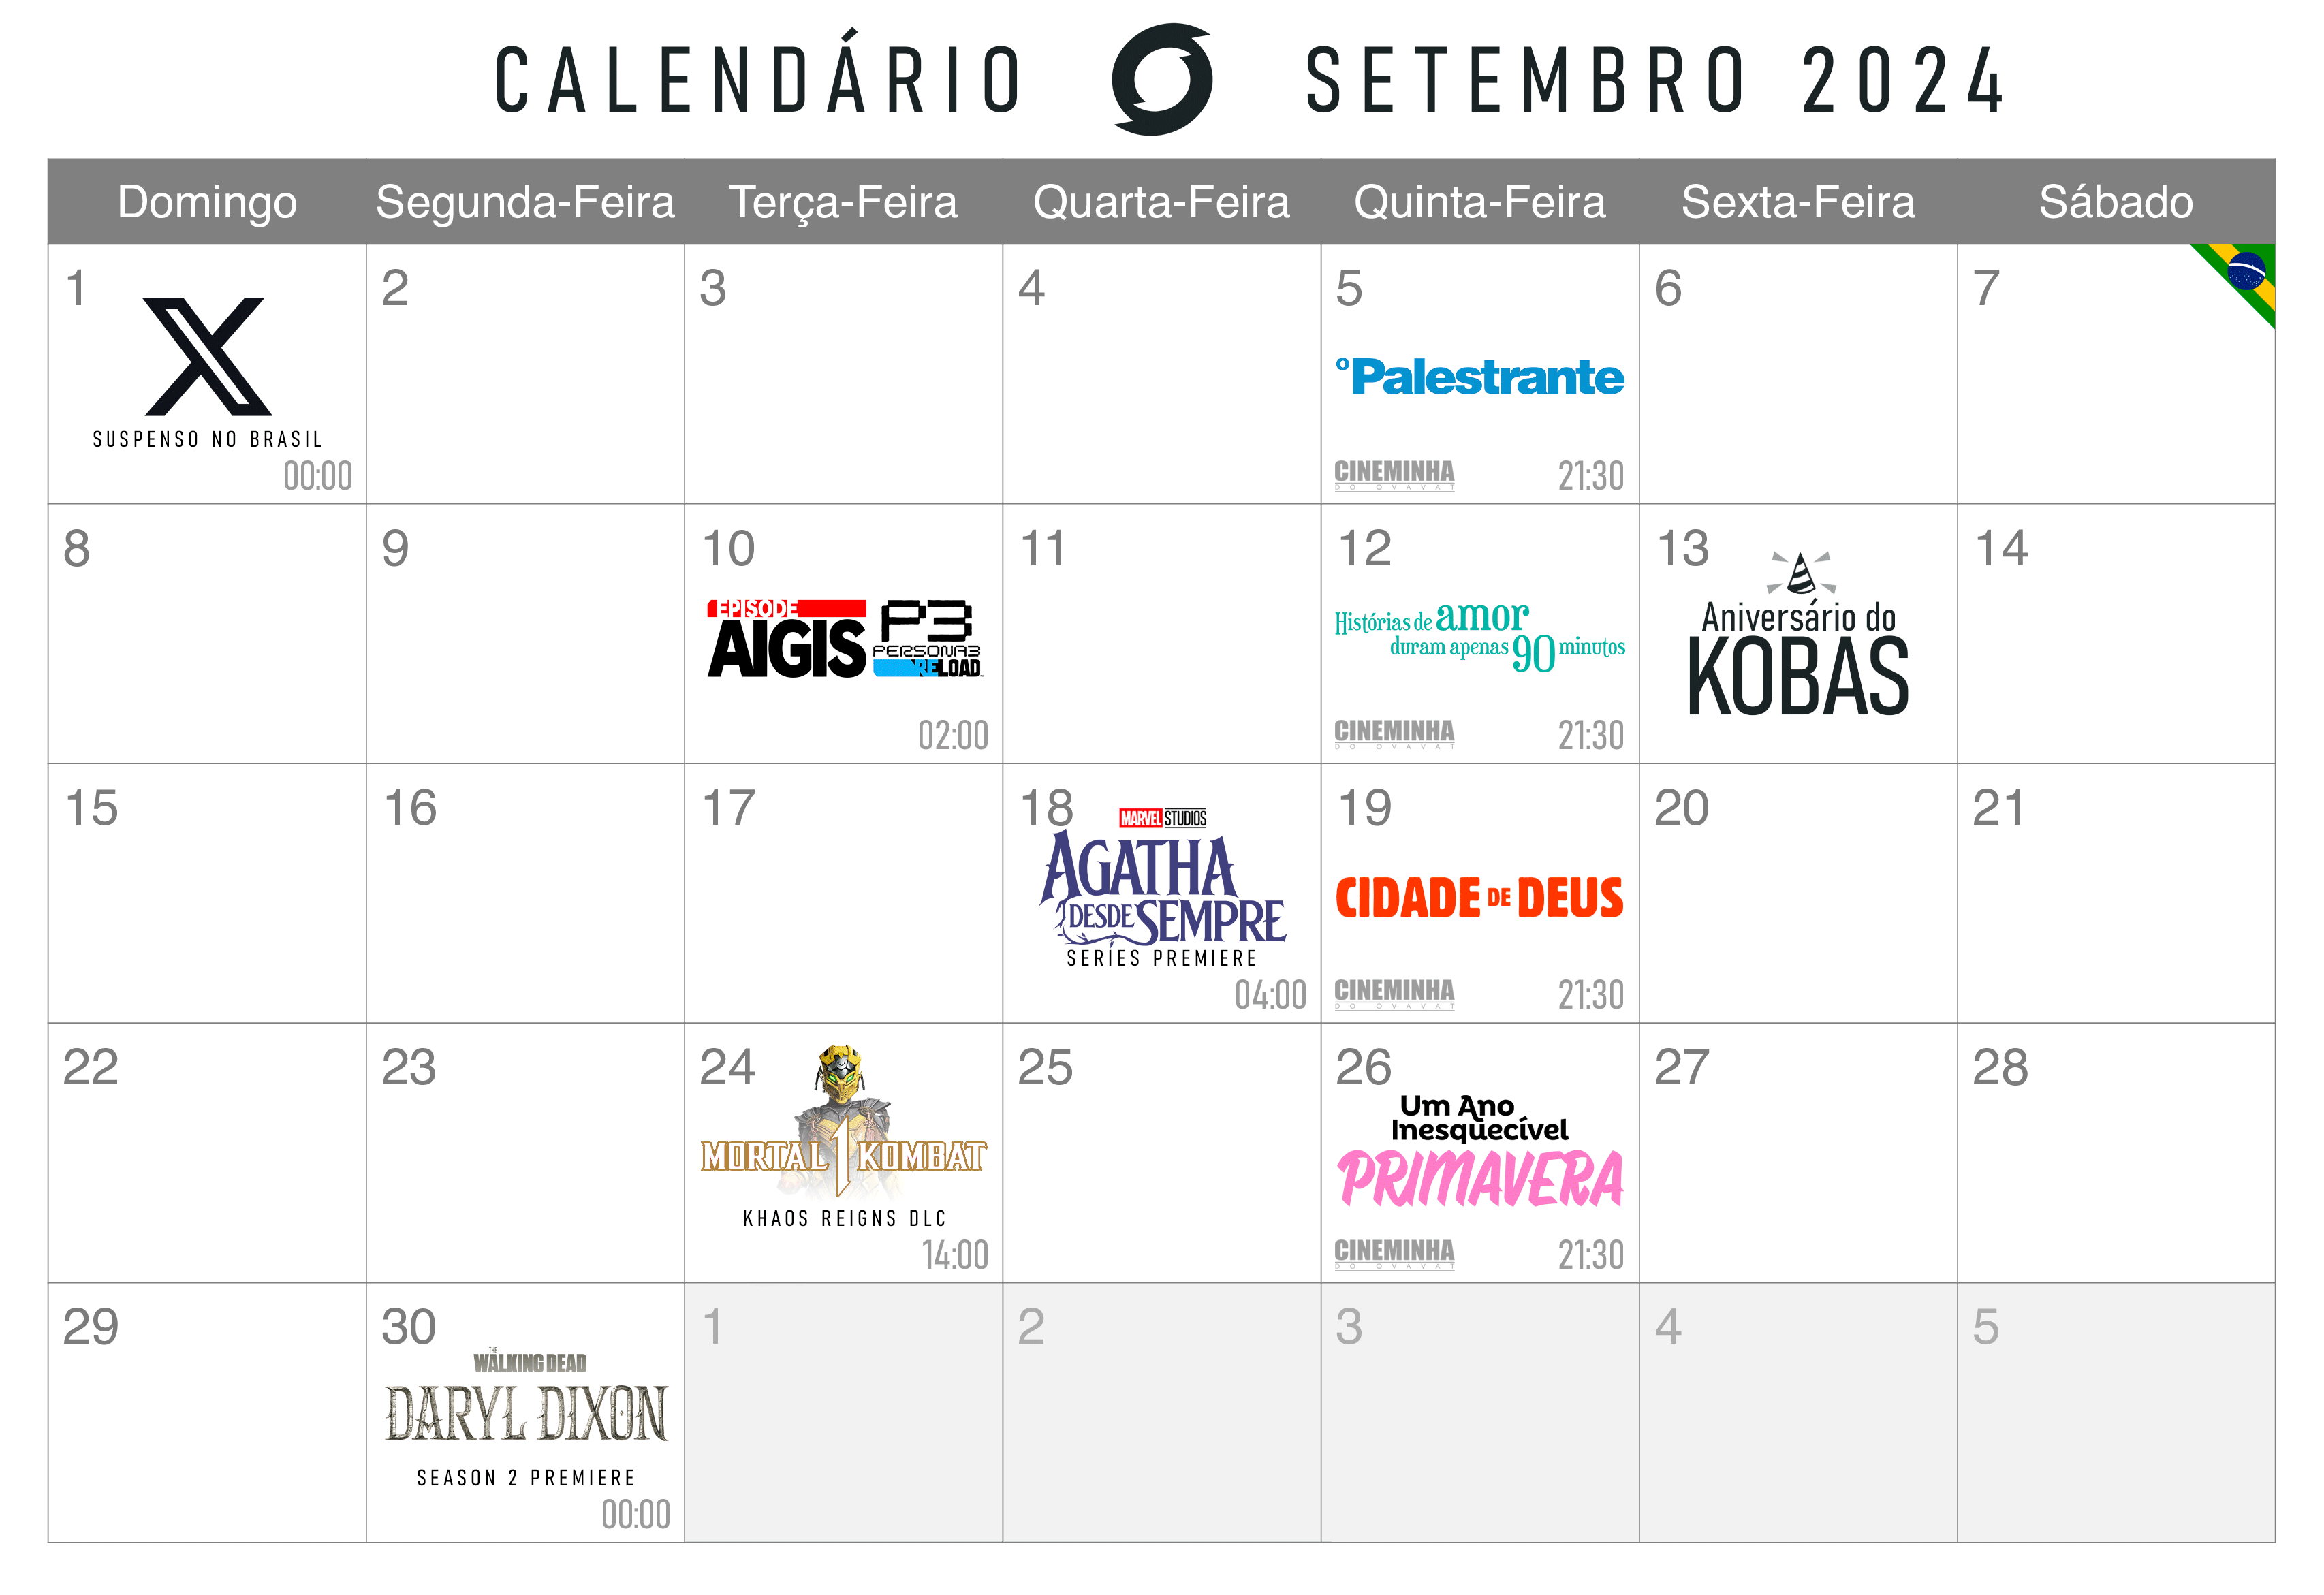 CALENDÁRIO SETEMBRO 2024
Domingo Segunda-Feira Terça-Feira Quarta-Feira Quinta-Feira Sexta-Feira Sábado
1
X
SUSPENSO NO BRASIL
00:00
2
3
4
5
ºPalestrante
CINEMINHA
DO OVAVAT
21:30
6
7
8
9
10
EPISODE
AIGIS
P3
PERSONA3
RELOAD
02:00
11
12
Histórias de amor
duram apenas 90 minutos
CINEMINHA
DO OVAVAT
21:30
13
Aniversário do
KOBAS
14
15
16
17
18
MARVEL STUDIOS
AGATHA
DESDE SEMPRE
SERIES PREMIERE
04:00
19
CIDADE DE DEUS
CINEMINHA
DO OVAVAT
21:30
20
21
22
23
24
MORTAL 1 KOMBAT
KHAOS REIGNS DLC
14:00
25
26
Um Ano
Inesquecível
PRIMAVERA
CINEMINHA
DO OVAVAT
21:30
27
28
29
30
THE
WALKING DEAD
DARYL DIXON
SEASON 2 PREMIERE
00:00
1
2
3
4
5